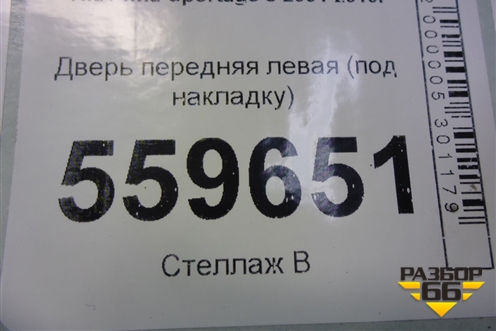 Дверь передняя левая (под
накладку)
559651
Стеллаж В
РАЗБОР
66